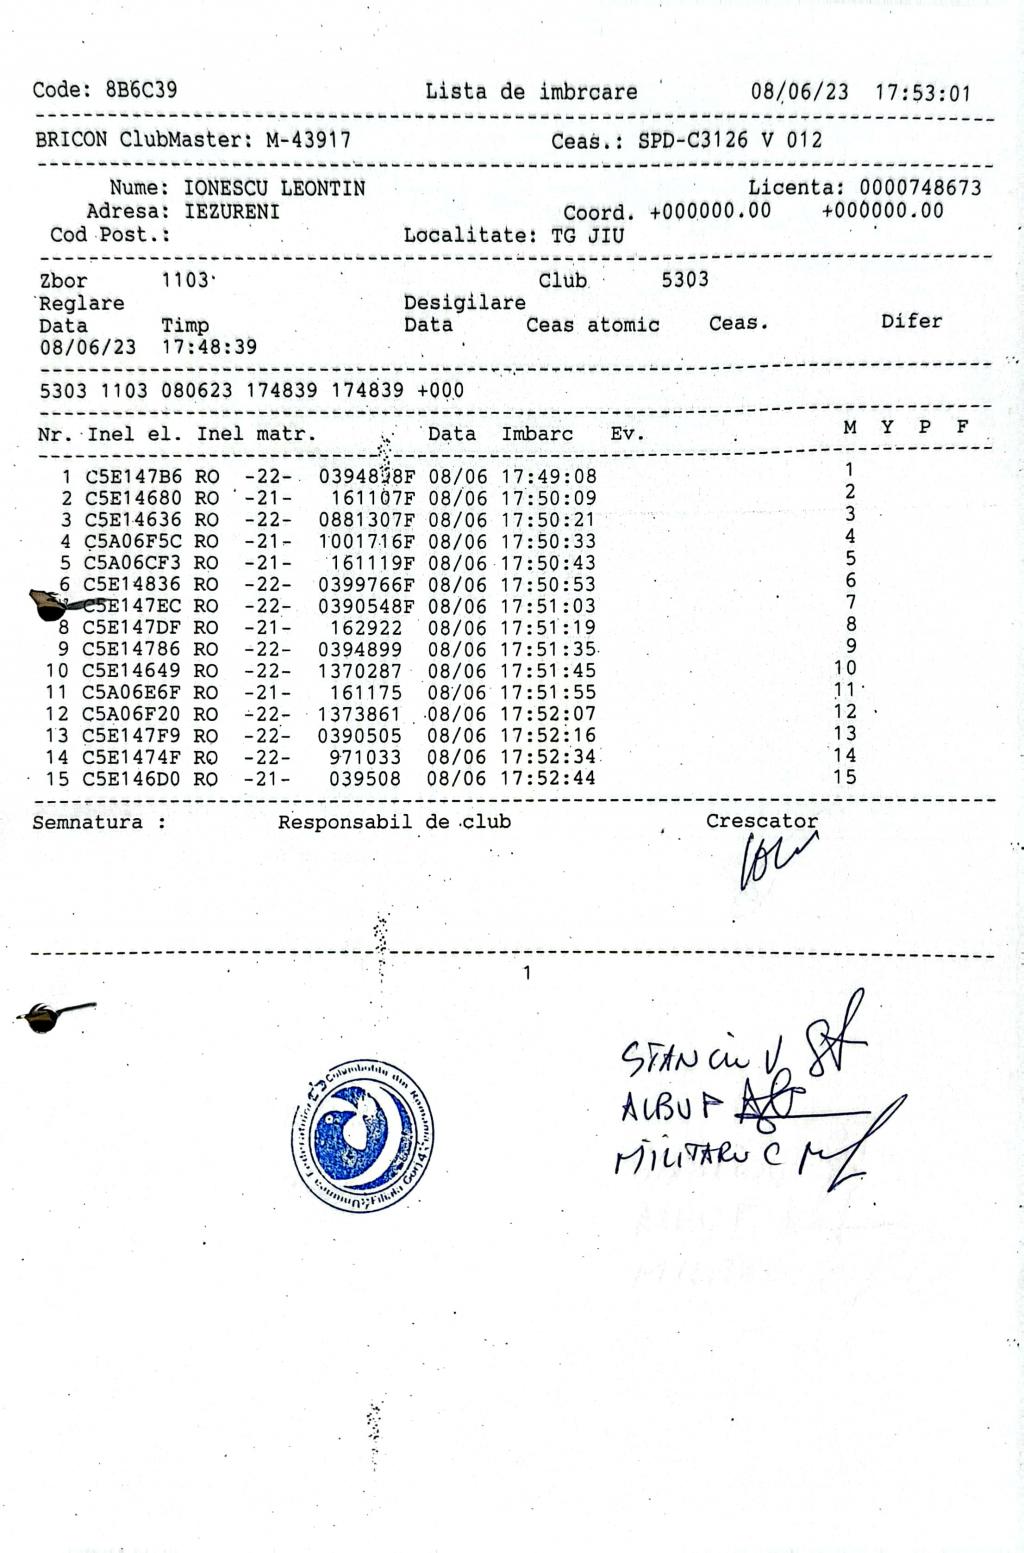 Code: 8B6C39 Lista de imbrcare 08/06/23 17:53:01
BRICON ClubMaster: M-43917 Ceas.: SPD-C3126 V 012
Nume: IONESCU LEONTIN Licenta: 0000748673
Adresa: IEZURENI Coord. +000000.00 +000000.00
Cod Post.: Localitate: TG JIU
Zbor 1103 Club 5303
Reglare Desigilare
Data Timp Data Ceas atomic Ceas. Difer
08/06/23 17:48:39
5303 1103 080623 174839 174839 +000
Nr. Inel el. Inel matr. Data Imbarc Ev. M Y P F
1 C5E147B6 RO -22- 0394898F 08/06 17:49:08 1
2 C5E14680 RO -21- 161107F 08/06 17:50:09 2
3 C5E14636 RO -22- 0881307F 08/06 17:50:21 3
4 C5A06F5C RO -21- 1001716F 08/06 17:50:33 4
5 C5A06CF3 RO -21- 161119F 08/06 17:50:43 5
6 C5E14836 RO -22- 0399766F 08/06 17:50:53 6
C5E147EC RO -22- 0390548F 08/06 17:51:03 7
8 C5E147DF RO -21- 162922 08/06 17:51:19 8
9 C5E14786 RO -22- 0394899 08/06 17:51:35 9
10 C5E14649 RO -22- 1370287 08/06 17:51:45 10
11 C5A06E6F RO -21- 161175 08/06 17:51:55 11
12 C5A06F20 RO -22- 1373861 08/06 17:52:07 12
13 C5E147F9 RO -22- 0390505 08/06 17:52:16 13
14 C5E1474F RO -22- 971033 08/06 17:52:34 14
15 C5E146D0 RO -21- 039508 08/06 17:52:44 15
Semnatura : Responsabil de club Crescator
1
STANCIU V
ALBU P
MILITARU C
Columbofila din Romania
Filiala Gorj